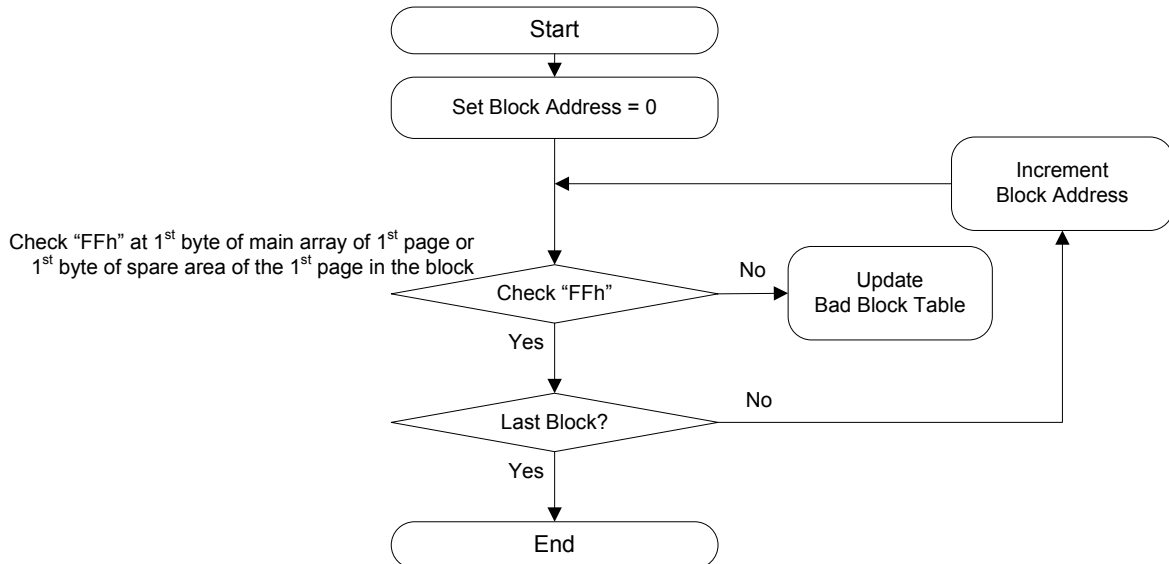 Start
Set Block Address = 0
Increment
Block Address
Check “FFh” at 1st byte of main array of 1st page or
1st byte of spare area of the 1st page in the block
Check “FFh”
No
Update
Bad Block Table
Yes
Last Block?
No
Yes
End